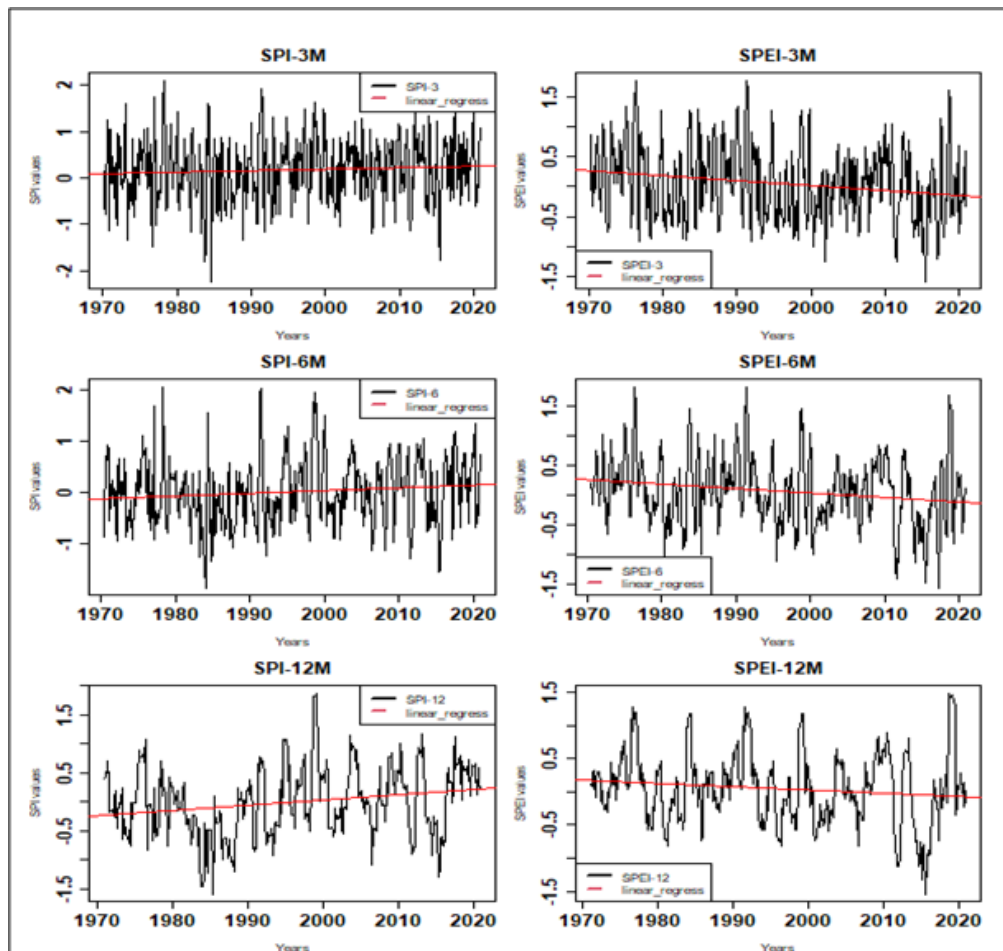 SPI-3M
SPI values
2
1
0
-1
-2
SPI-3
linear_regress
1970 1980 1990 2000 2010 2020
Years
SPEI-3M
SPEI values
1.5
0.5
-0.5
-1.5
SPEI-3
linear_regress
1970 1980 1990 2000 2010 2020
Years
SPI-6M
SPI values
2
1
0
-1
SPI-6
linear_regress
1970 1980 1990 2000 2010 2020
Years
SPEI-6M
SPEI values
1.5
0.5
-0.5
-1.5
SPEI-6
linear_regress
1970 1980 1990 2000 2010 2020
Years
SPI-12M
SPI values
1.5
0.5
-0.5
-1.5
SPI-12
linear_regress
1970 1980 1990 2000 2010 2020
Years
SPEI-12M
SPEI values
1.5
0.5
-0.5
-1.5
SPEI-12
linear_regress
1970 1980 1990 2000 2010 2020
Years